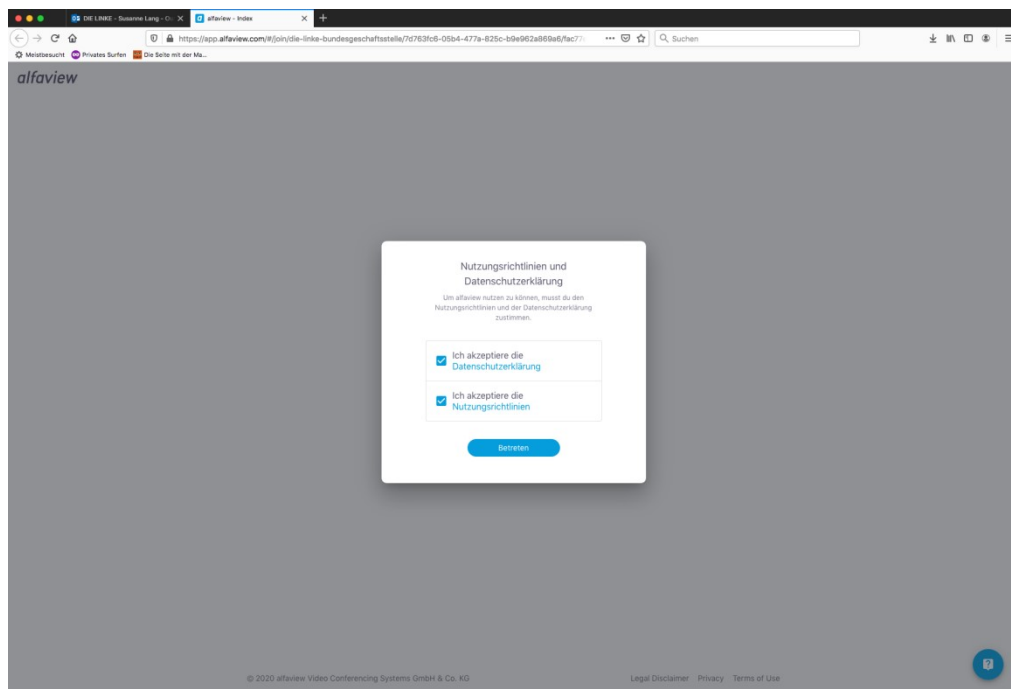 DIE LINKE - Susanne Lang - O
alfaview - Index
https://app.alfaview.com/#/join/die-linke-bundesgeschaftsstelle/7d763fc6-05b4-477a-825c-b9e962a869a6/fac77
Suchen
Meistbesucht Privates Surfen Die Seite mit der Ma...
alfaview
Nutzungsrichtlinien und
Datenschutzerklärung
Um alfaview nutzen zu können, musst du den
Nutzungsrichtlinien und der Datenschutzerklärung
zustimmen.
Ich akzeptiere die
Datenschutzerklärung
Ich akzeptiere die
Nutzungsrichtlinien
Betreten
© 2020 alfaview Video Conferencing Systems GmbH & Co. KG
Legal Disclaimer Privacy Terms of Use